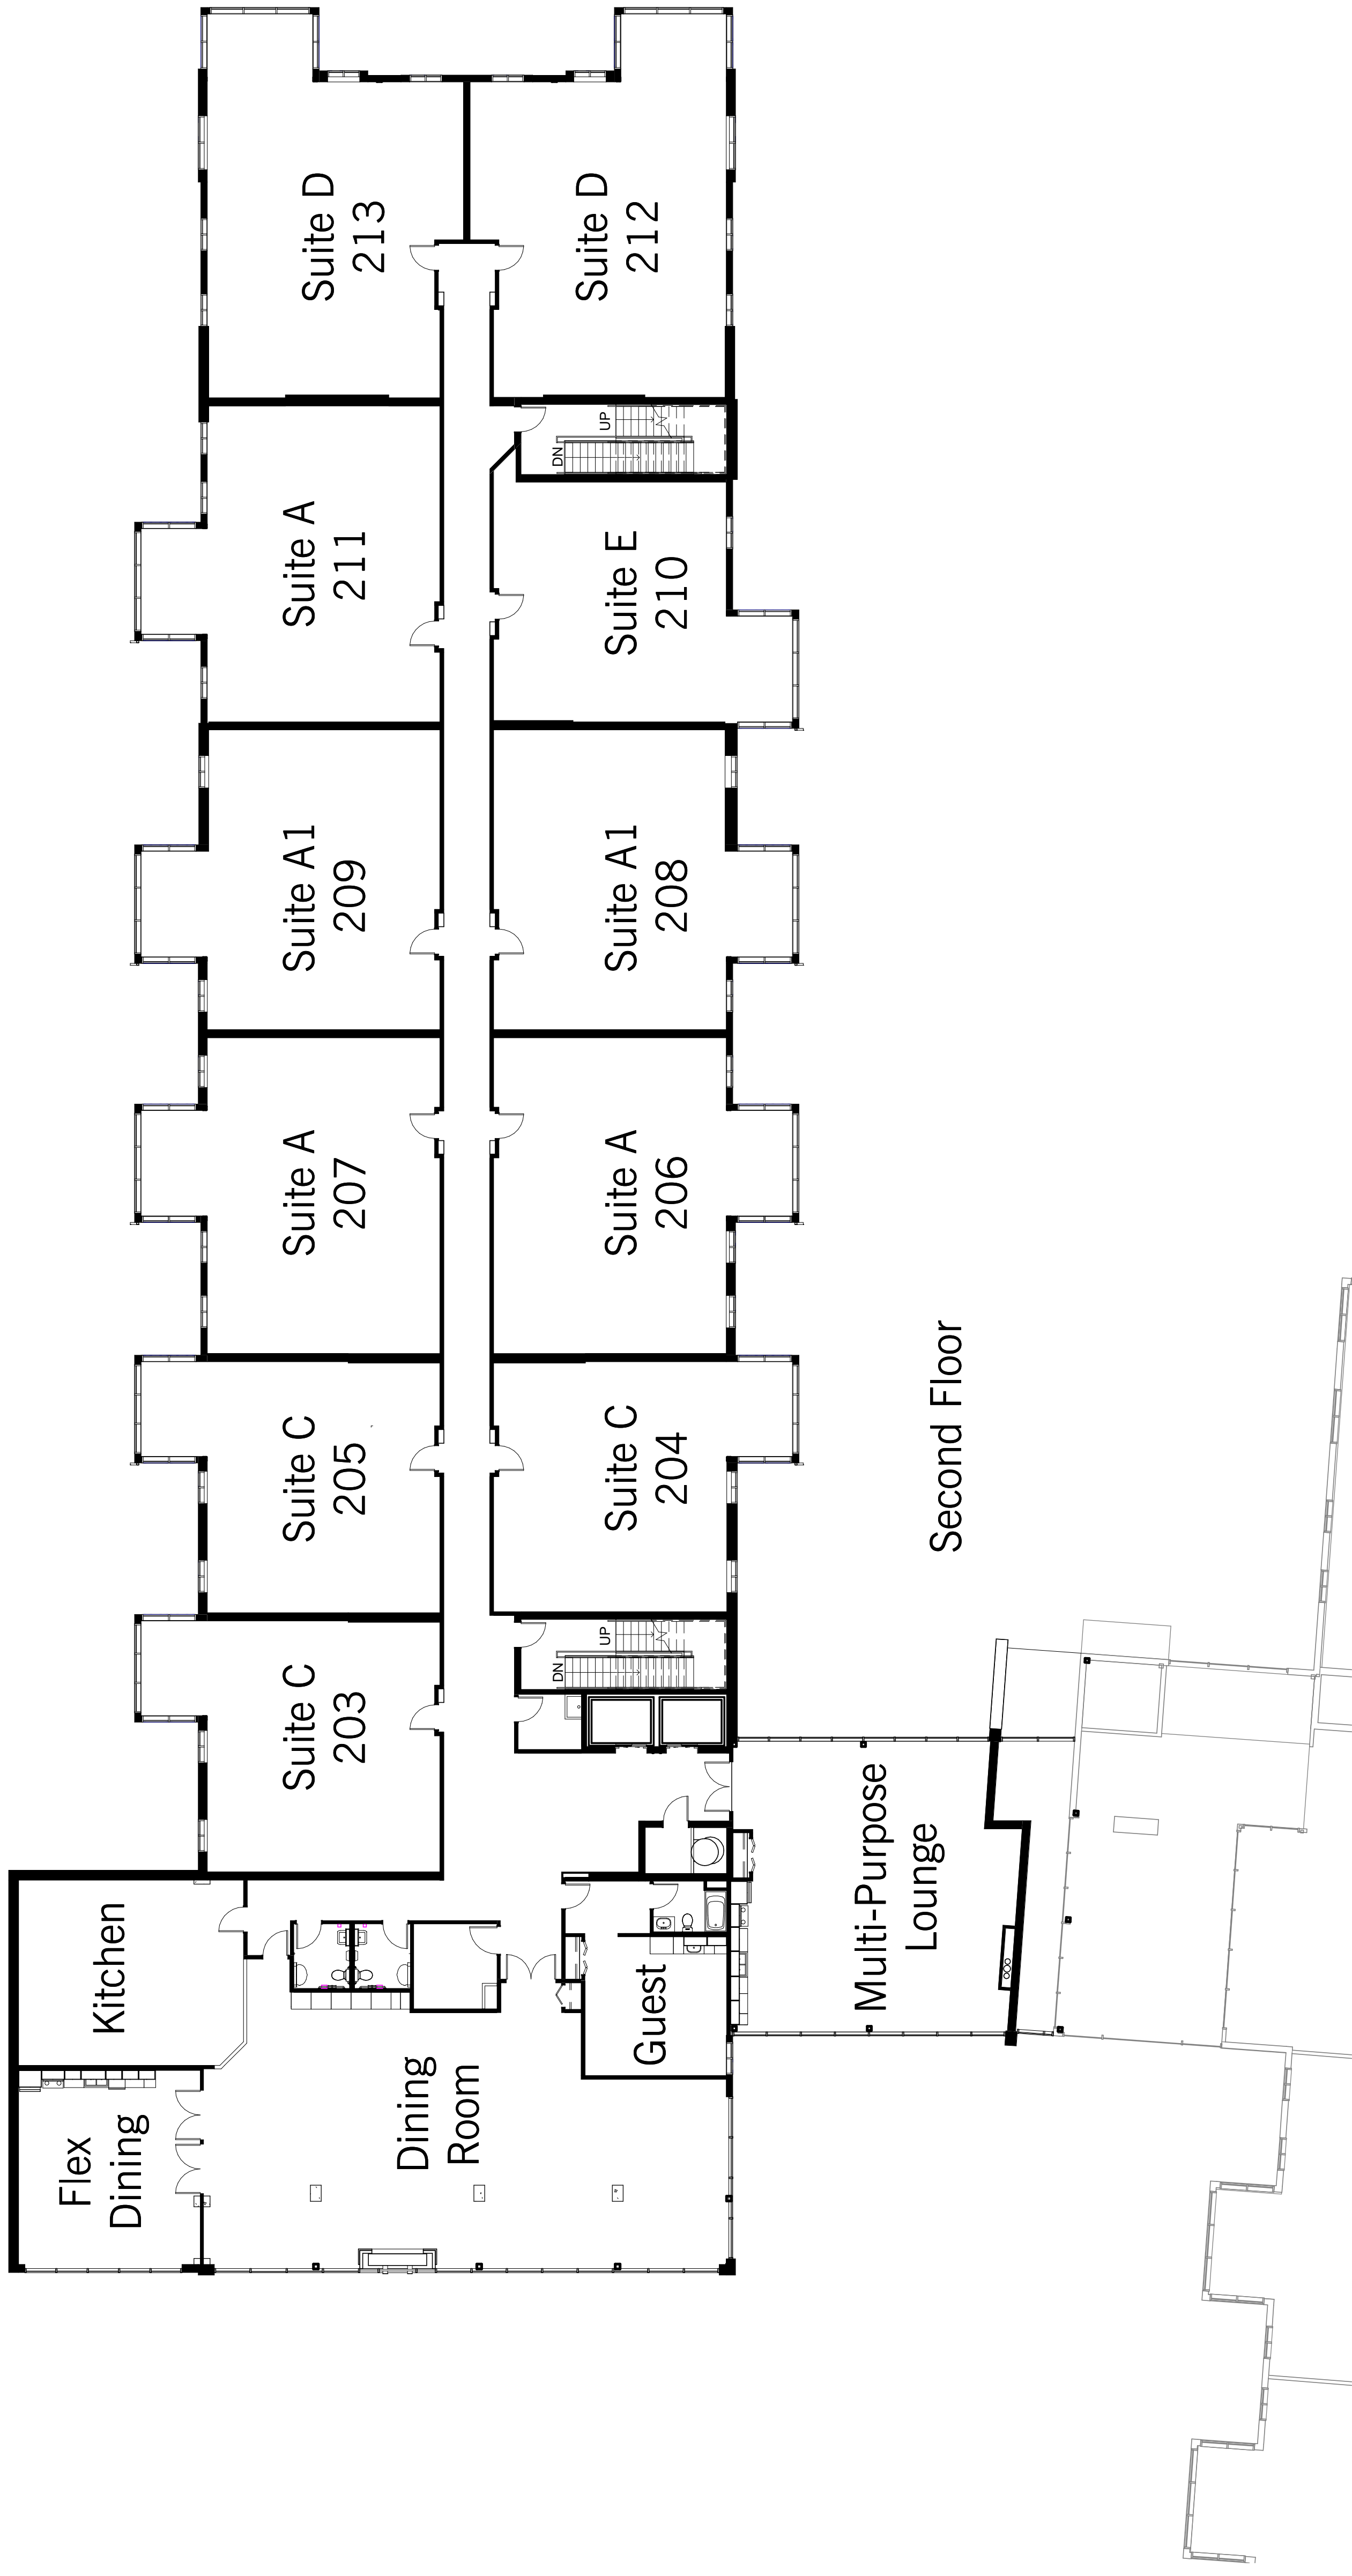 Suite D
213
Suite D
212
UP
DN
Suite A
211
Suite E
210
Suite A1
209
Suite A1
208
Suite A
207
Suite A
206
Suite C
205
Suite C
204
Second Floor
UP
DN
Suite C
203
Multi-Purpose
Lounge
Kitchen
Guest
Dining
Room
Flex
Dining